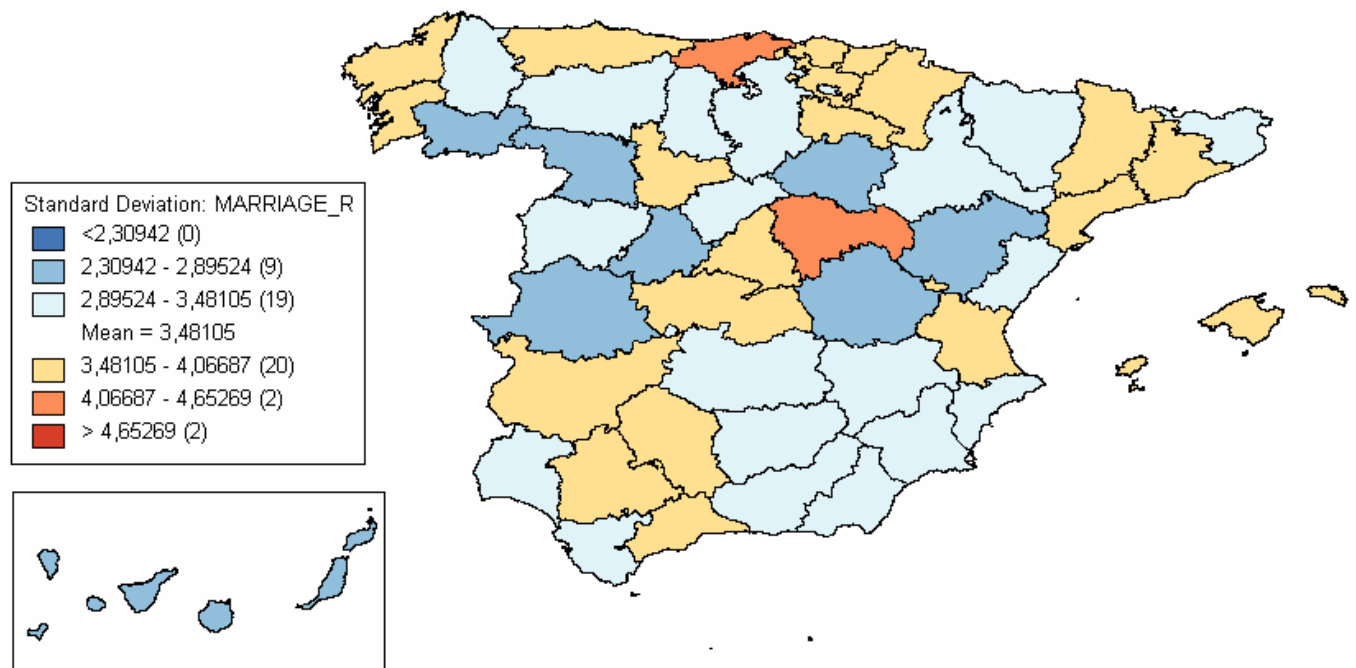 Standard Deviation: MARRIAGE_R
<2,30942 (0)
2,30942 - 2,89524 (9)
2,89524 - 3,48105 (19)
Mean = 3,48105
3,48105 - 4,06687 (20)
4,06687 - 4,65269 (2)
> 4,65269 (2)